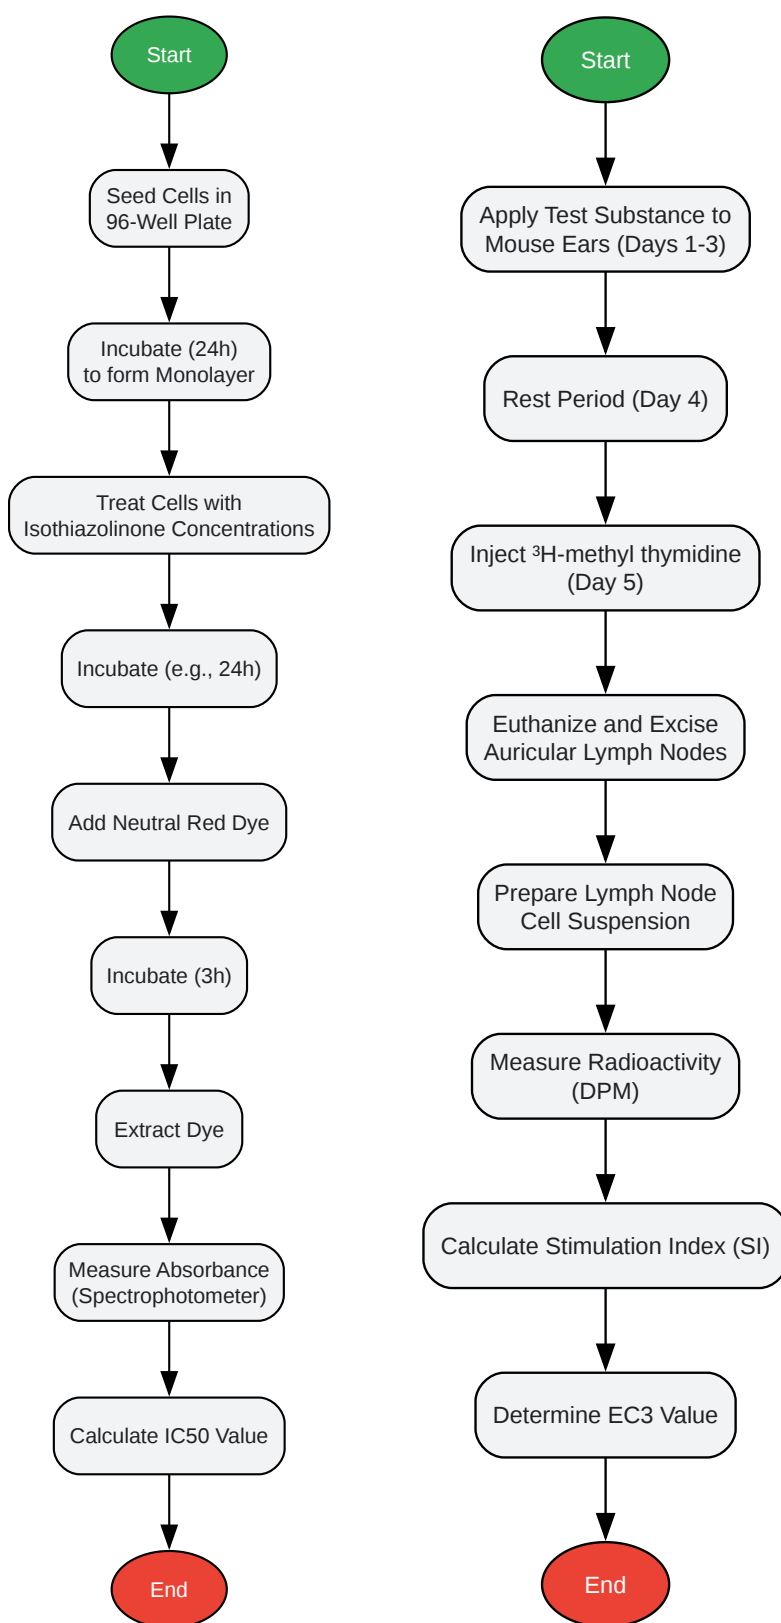 Start
Seed Cells in
96-Well Plate
Incubate (24h)
to form Monolayer
Treat Cells with
Isothiazolinone Concentrations
Incubate (e.g., 24h)
Add Neutral Red Dye
Incubate (3h)
Extract Dye
Measure Absorbance
(Spectrophotometer)
Calculate IC50 Value
End
Start
Apply Test Substance to
Mouse Ears (Days 1-3)
Rest Period (Day 4)
Inject ³H-methyl thymidine
(Day 5)
Euthanize and Excise
Auricular Lymph Nodes
Prepare Lymph Node
Cell Suspension
Measure Radioactivity
(DPM)
Calculate Stimulation Index (SI)
Determine EC3 Value
End